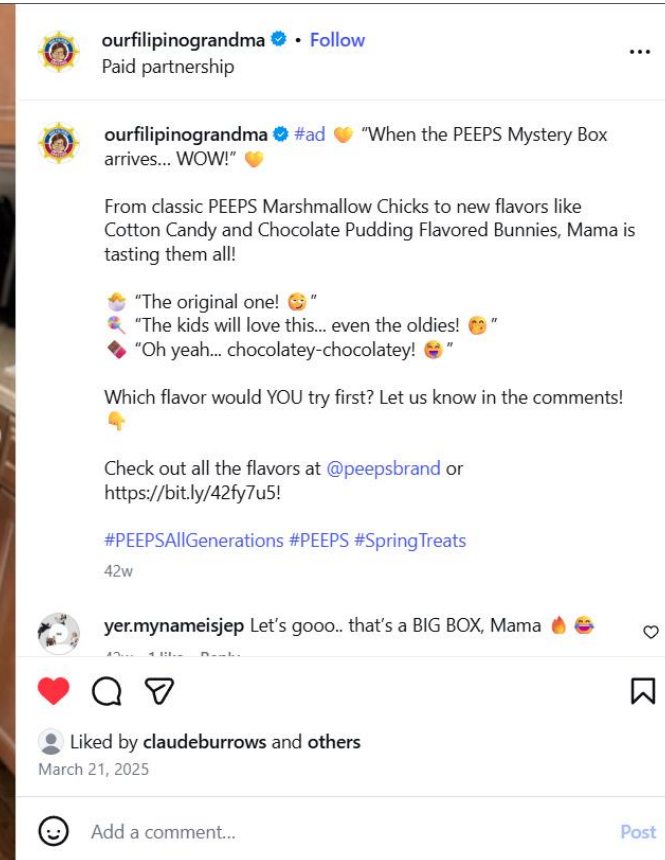 ourfilipinograndma • Follow
Paid partnership
ourfilipinograndma #ad 🧡 “When the PEEPS Mystery Box
arrives... WOW!” 🧡
From classic PEEPS Marshmallow Chicks to new flavors like
Cotton Candy and Chocolate Pudding Flavored Bunnies, Mama is
tasting them all!
🐣 “The original one! 😋”
🍭 “The kids will love this... even the oldies! 🤭”
🍫 “Oh yeah... chocolatey-chocolatey! 😆”
Which flavor would YOU try first? Let us know in the comments!
👇
Check out all the flavors at @peepsbrand or
https://bit.ly/42fy7u5!
#PEEPSAllGenerations #PEEPS #SpringTreats
42w
yer.mynameisjep Let’s gooo.. that’s a BIG BOX, Mama 🔥 😂
42w 1 like Reply
Liked by claudeburrows and others
March 21, 2025
Add a comment...
Post